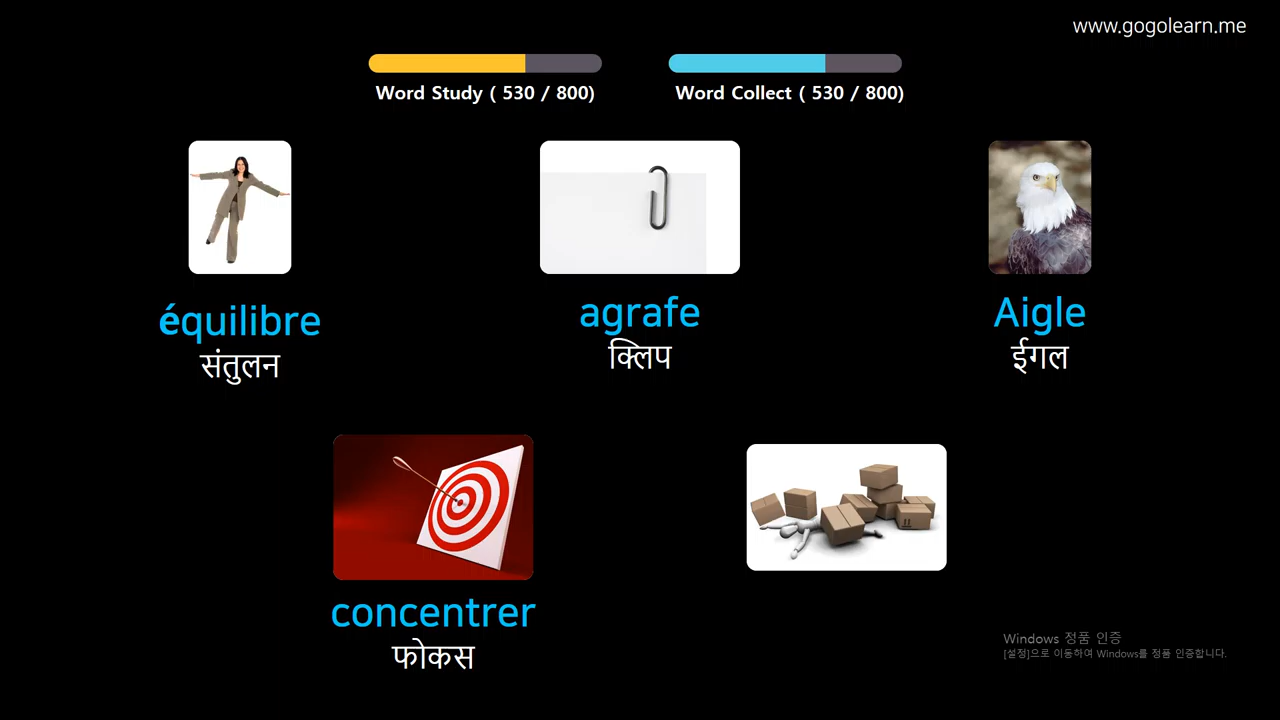 www.gogolearn.me
Word Study ( 530 / 800)
Word Collect ( 530 / 800)
équilibre
संतुलन
agrafe
क्लिप
Aigle
ईगल
concentrer
फोकस
Windows 정품 인증
[설정]으로 이동하여 Windows를 정품 인증합니다.